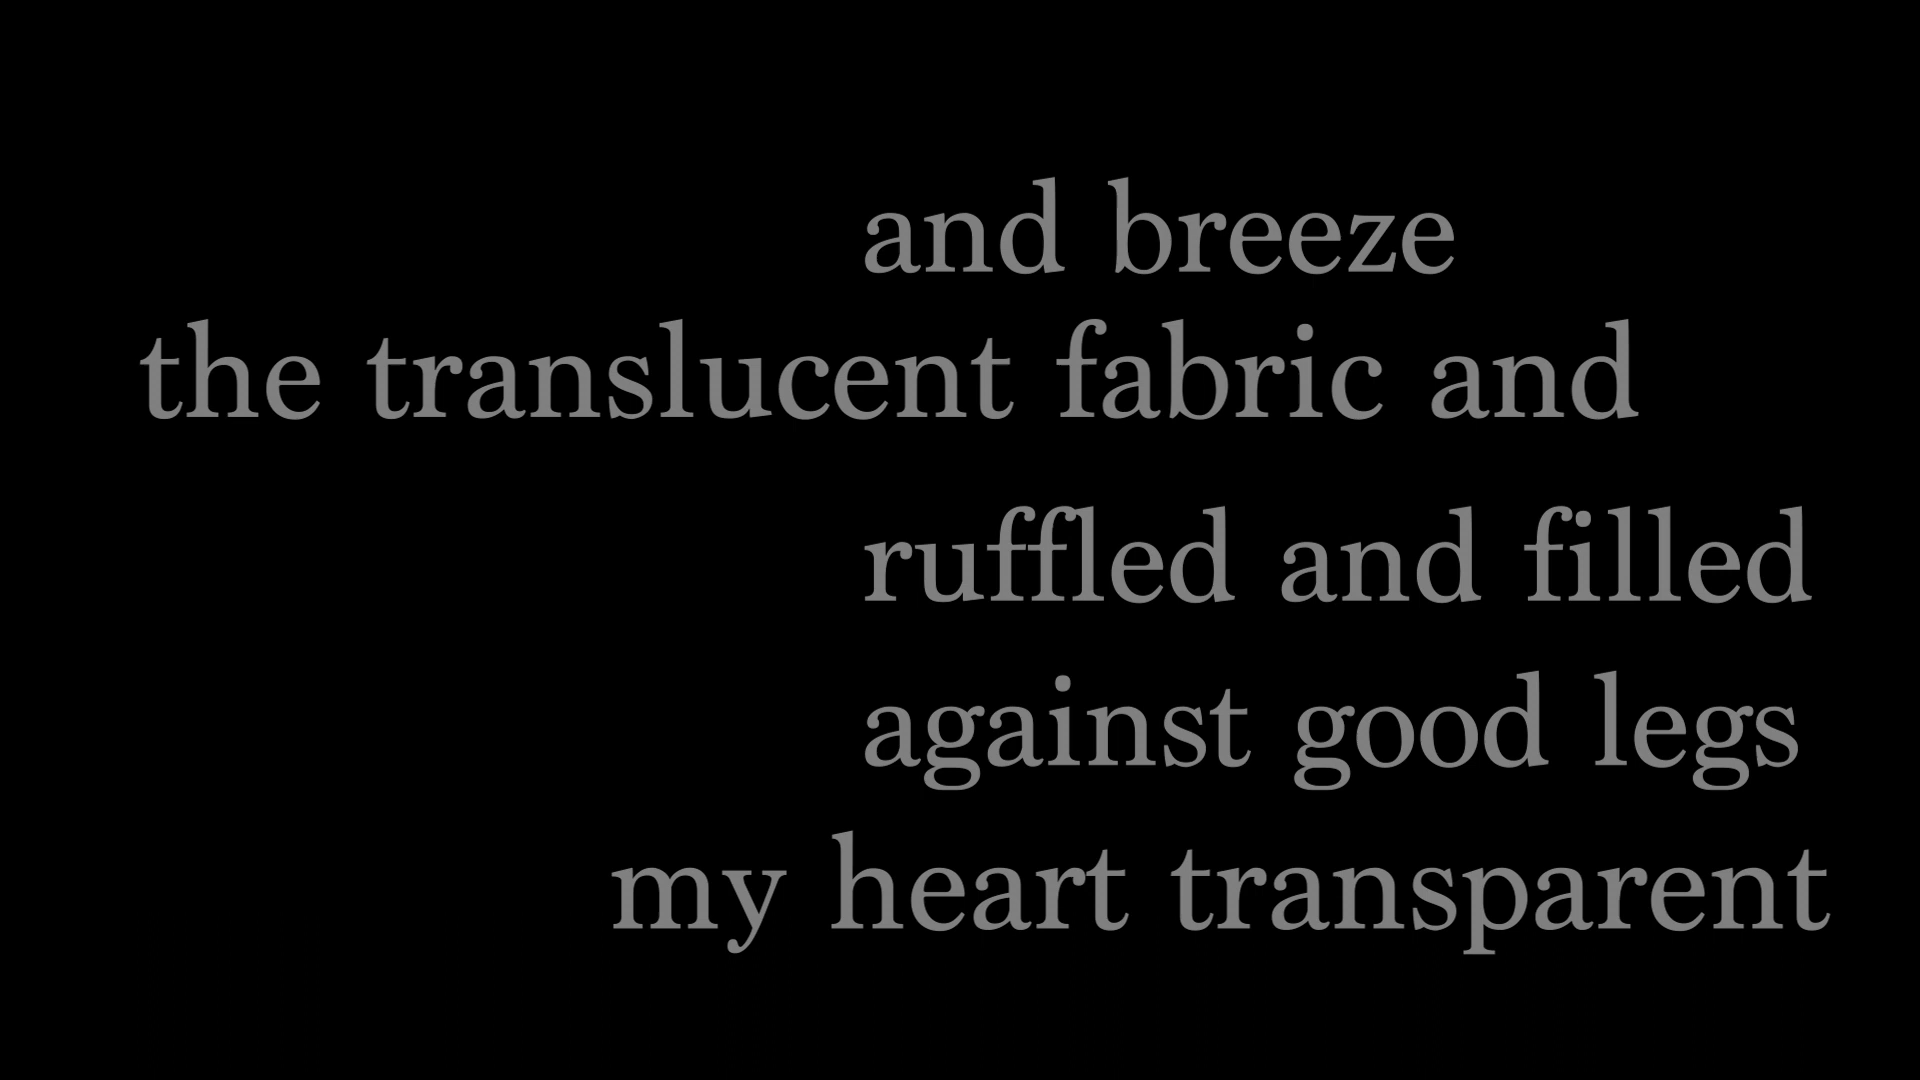 and breeze
the translucent fabric and
ruffled and filled
against good legs
my heart transparent